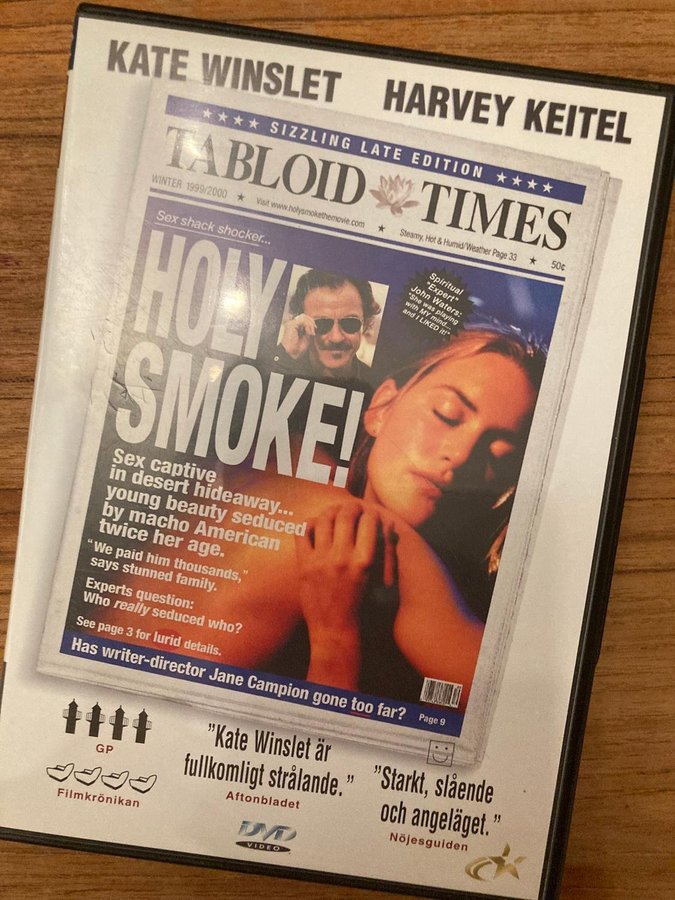 KATE WINSLET HARVEY KEITEL
★★★★ SIZZLING LATE EDITION ★★★★
TABLOID TIMES
WINTER 1999/2000 ★ Visit www.holysmokethemovie.com ★ Steamy, Hot & Humid/Weather Page 33 ★ 50¢
Sex shack shocker...
HOLY
SMOKE!
Spiritual
"Expert"
John Waters:
"She was playing
with MY mind...
and I LIKED it!"
Sex captive
in desert hideaway...
young beauty seduced
by macho American
twice her age.
"We paid him thousands,"
says stunned family.
Experts question:
Who really seduced who?
See page 3 for lurid details.
Has writer-director Jane Campion gone too far? Page 9
GP
Filmkrönikan
”Kate Winslet är
fullkomligt strålande.”
Aftonbladet
”Starkt, slående
och angeläget.”
Nöjesguiden
DVD
VIDEO